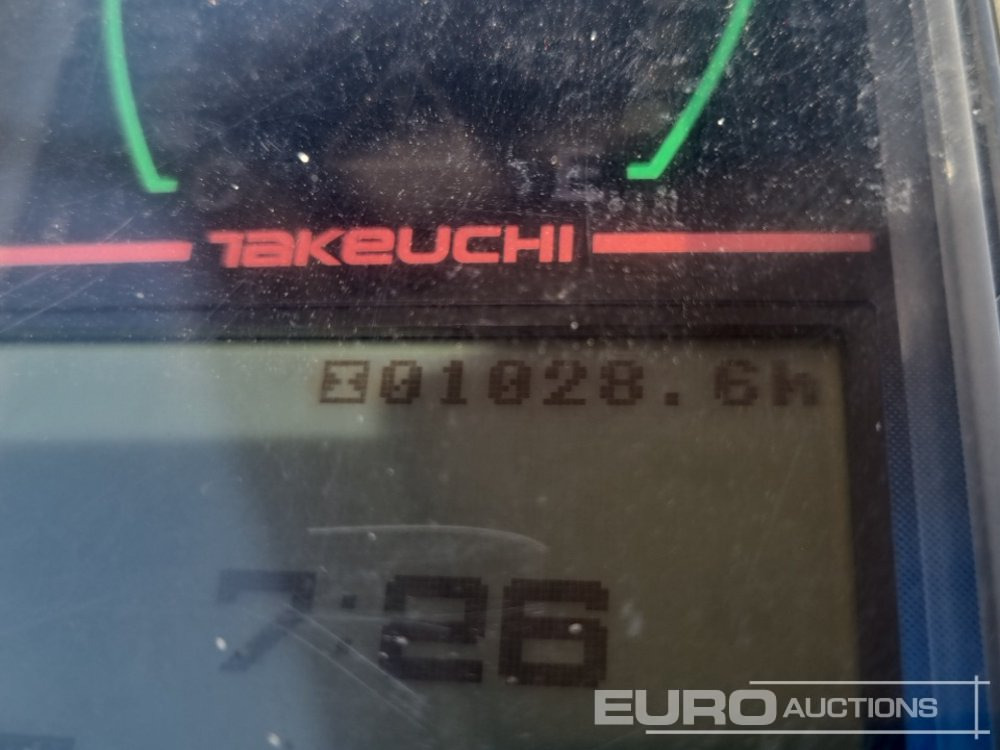 TAKEUCHI
01028.6h
7:26
EURO AUCTIONS